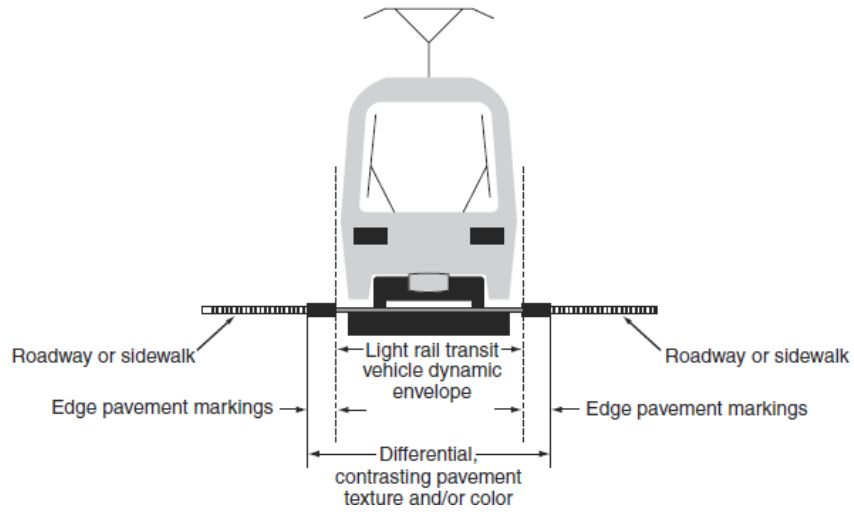 Roadway or sidewalk
Light rail transit
vehicle dynamic
envelope
Roadway or sidewalk
Edge pavement markings
Edge pavement markings
Differential,
contrasting pavement
texture and/or color